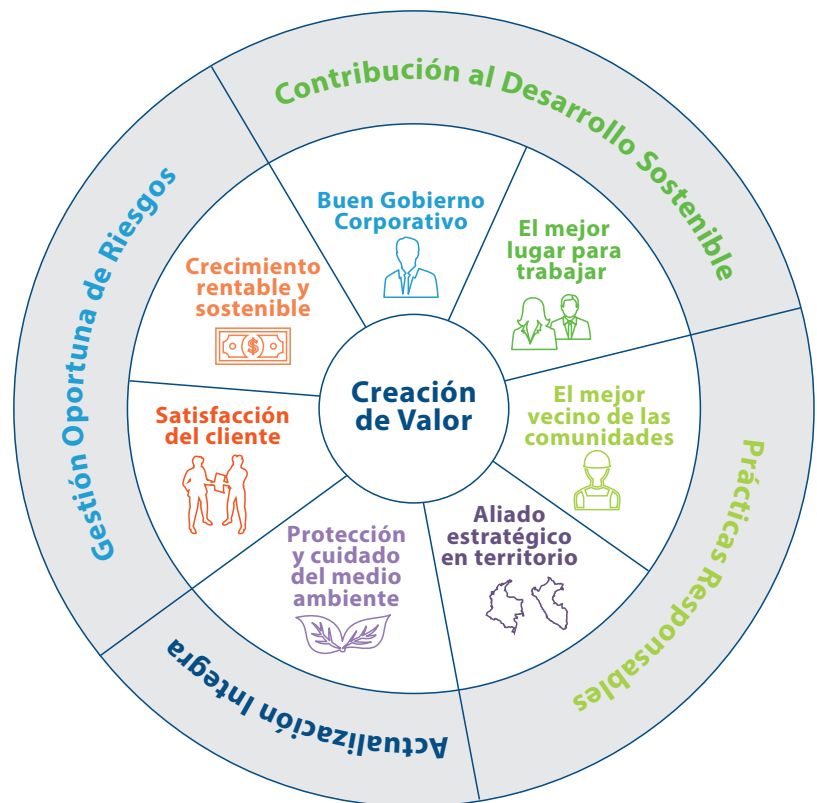 Contribución al Desarrollo Sostenible
Gestión Oportuna de Riesgos
Prácticas Responsables
Actualización Integra
Buen Gobierno
Corporativo
El mejor
lugar para
trabajar
Crecimiento
rentable y
sostenible
$
Creación
de Valor
El mejor
vecino de las
comunidades
Satisfacción
del cliente
Aliado
estratégico
en territorio
Protección
y cuidado
del medio
ambiente